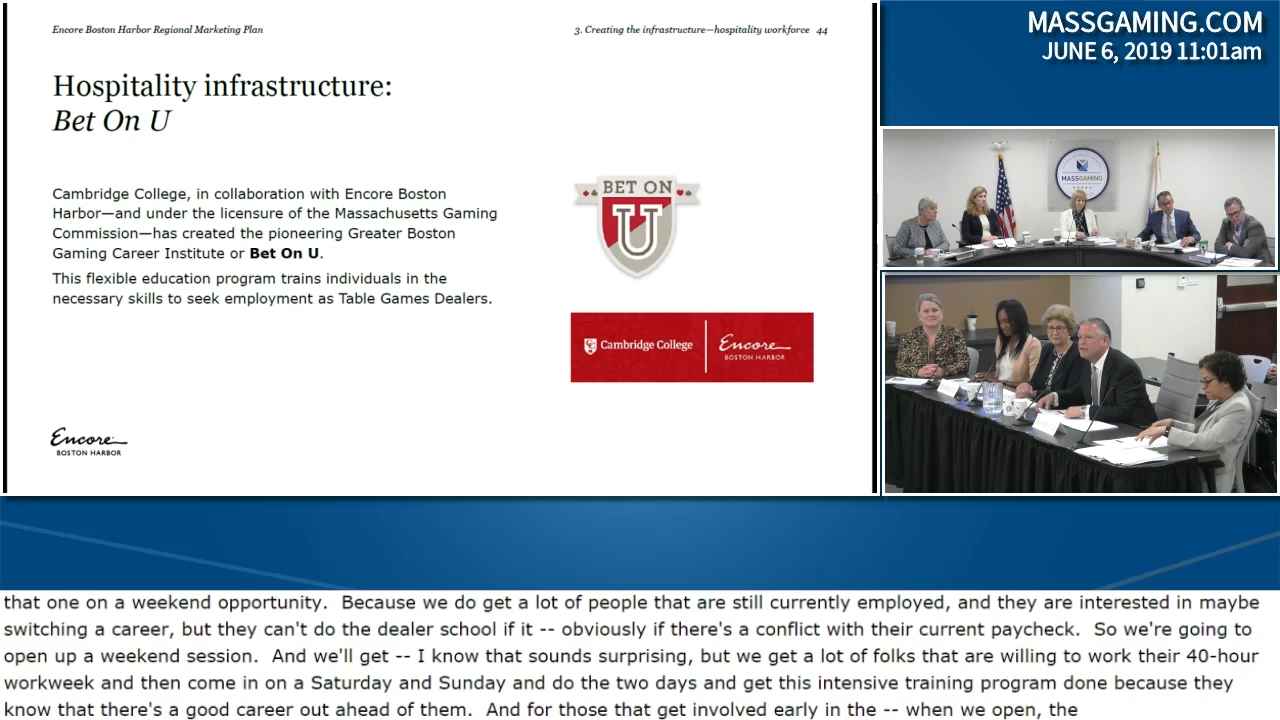 Encore Boston Harbor Regional Marketing Plan
3. Creating the infrastructure—hospitality workforce 44
Hospitality infrastructure:
Bet On U
Cambridge College, in collaboration with Encore Boston
Harbor—and under the licensure of the Massachusetts Gaming
Commission—has created the pioneering Greater Boston
Gaming Career Institute or Bet On U.
This flexible education program trains individuals in the
necessary skills to seek employment as Table Games Dealers.
BET ON
U
Cambridge College
Encore
BOSTON HARBOR
Encore
BOSTON HARBOR
MASSGAMING.COM
JUNE 6, 2019 11:01am
MASSGAMING
that one on a weekend opportunity.  Because we do get a lot of people that are still currently employed, and they are interested in maybe
switching a career, but they can't do the dealer school if it -- obviously if there's a conflict with their current paycheck.  So we're going to
open up a weekend session.  And we'll get -- I know that sounds surprising, but we get a lot of folks that are willing to work their 40-hour
workweek and then come in on a Saturday and Sunday and do the two days and get this intensive training program done because they
know that there's a good career out ahead of them.  And for those that get involved early in the -- when we open, the